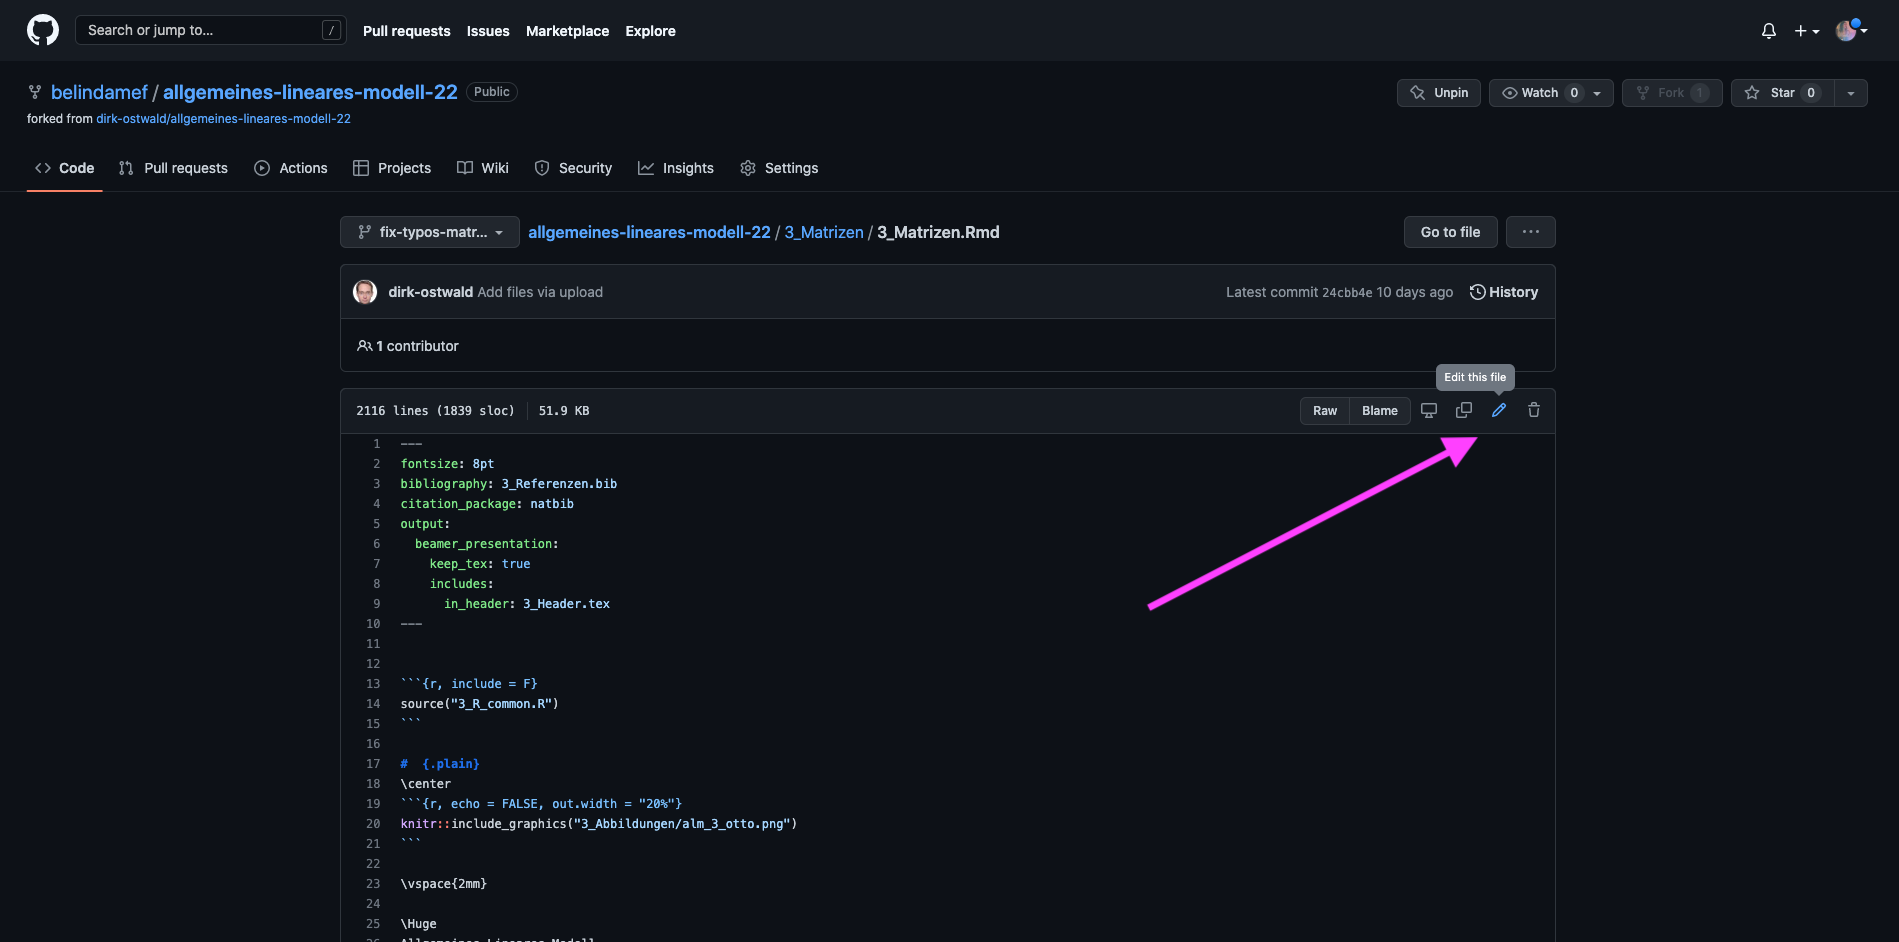 Search or jump to... /
Pull requests Issues Marketplace Explore
belindamef / allgemeines-lineares-modell-22 Public
Unpin Watch 0 Fork 1 Star 0
forked from dirk-ostwald/allgemeines-lineares-modell-22
Code Pull requests Actions Projects Wiki Security Insights Settings
fix-typos-matr... allgemeines-lineares-modell-22 / 3_Matrizen / 3_Matrizen.Rmd Go to file ...
dirk-ostwald Add files via upload Latest commit 24cbb4e 10 days ago History
1 contributor
Edit this file
2116 lines (1839 sloc) 51.9 KB Raw Blame
1 ---
2 fontsize: 8pt
3 bibliography: 3_Referenzen.bib
4 citation_package: natbib
5 output:
6 beamer_presentation:
7 keep_tex: true
8 includes:
9 in_header: 3_Header.tex
10 ---
11
12
13 ```{r, include = F}
14 source("3_R_common.R")
15 ```
16
17 #  {.plain}
18 \center
19 ```{r, echo = FALSE, out.width = "20%"}
20 knitr::include_graphics("3_Abbildungen/alm_3_otto.png")
21 ```
22
23 \vspace{2mm}
24
25 \Huge
26 Allgemeines Lineares Modell